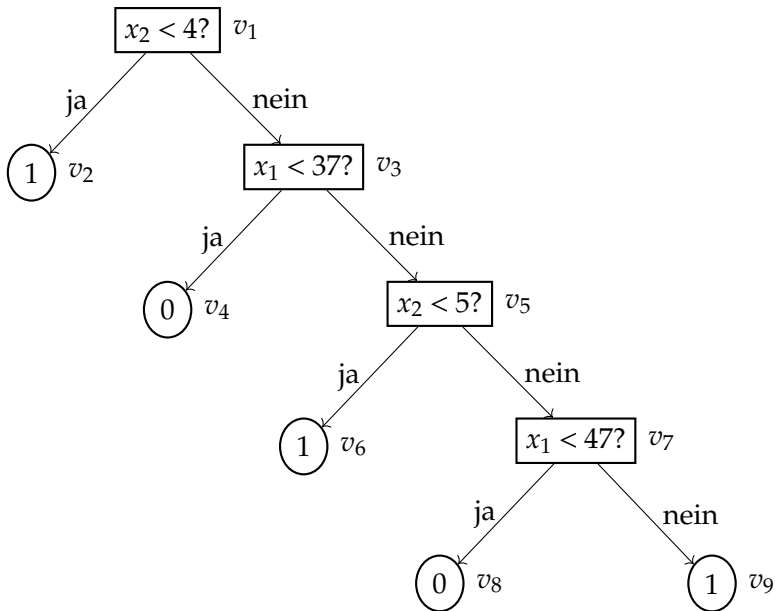 x₂ < 4? v₁
ja nein
1 v₂ x₁ < 37? v₃
ja nein
0 v₄ x₂ < 5? v₅
ja nein
1 v₆ x₁ < 47? v₇
ja nein
0 v₈ 1 v₉